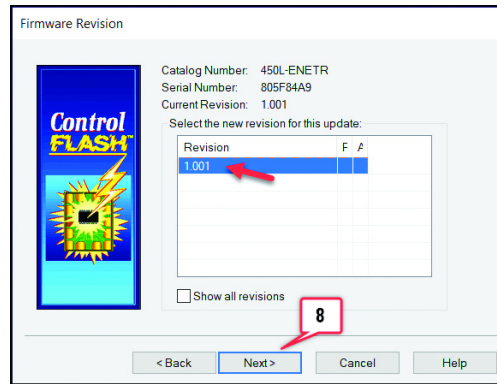 Firmware Revision
Control
FLASH
Catalog Number: 450L-ENETR
Serial Number: 805F84A9
Current Revision: 1.001
Select the new revision for this update:
Revision F A
1.001
Show all revisions
8
< Back Next > Cancel Help